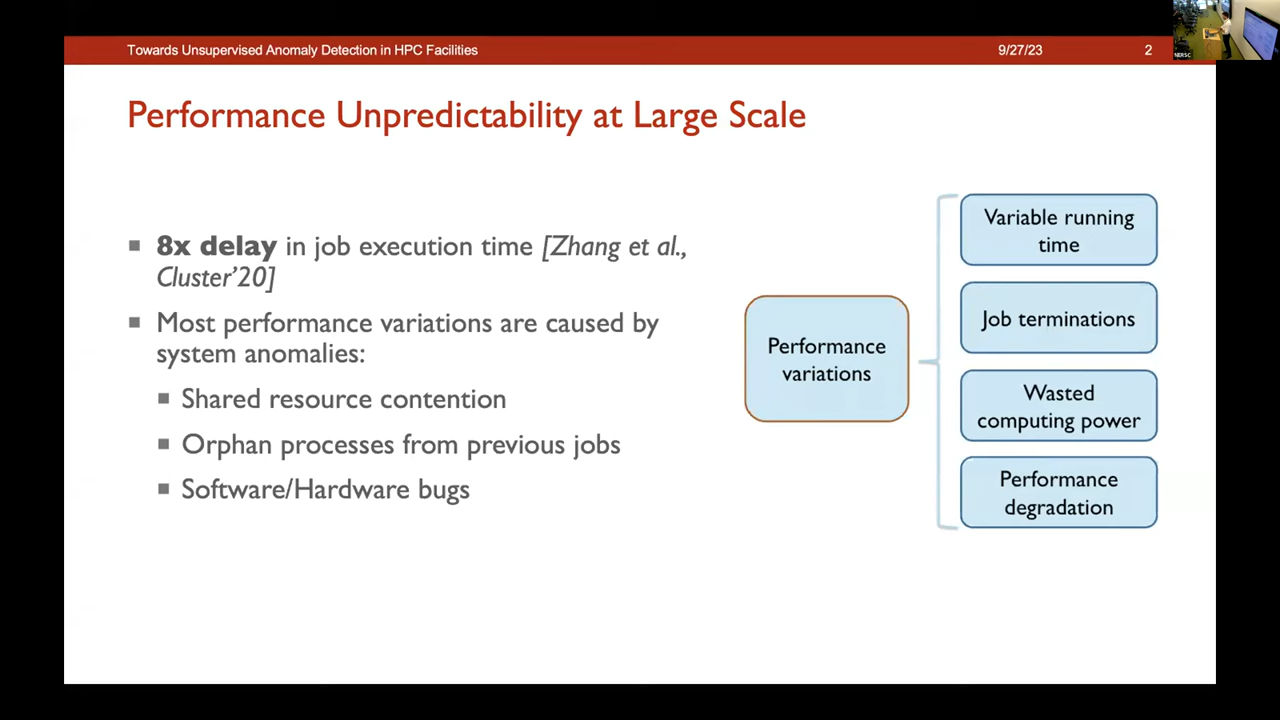 Towards Unsupervised Anomaly Detection in HPC Facilities
9/27/23
2
NERSC
Performance Unpredictability at Large Scale
▪ 8x delay in job execution time [Zhang et al.,
Cluster’20]
▪ Most performance variations are caused by
system anomalies:
▪ Shared resource contention
▪ Orphan processes from previous jobs
▪ Software/Hardware bugs
Performance
variations
Variable running
time
Job terminations
Wasted
computing power
Performance
degradation